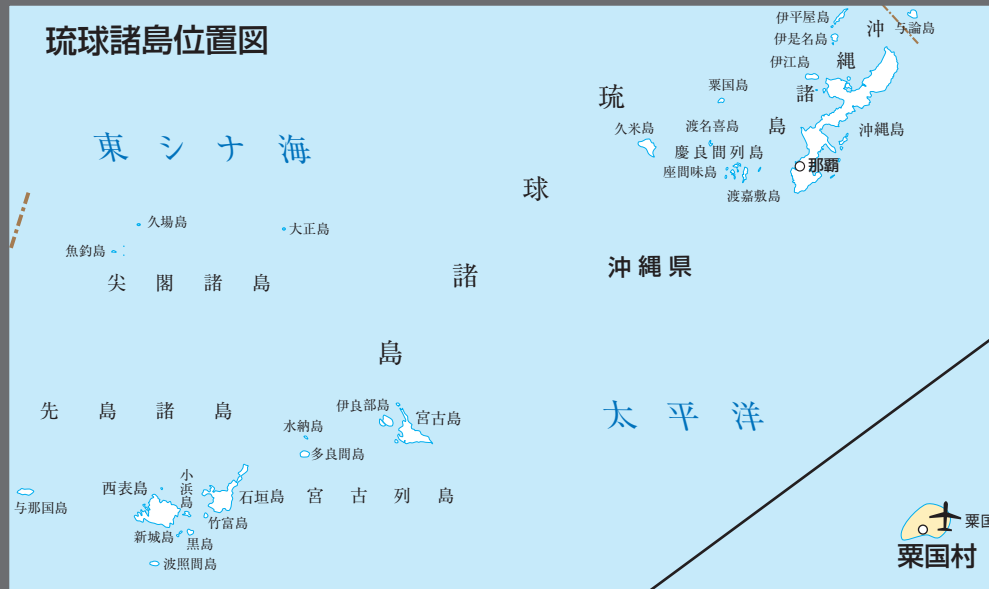 琉球諸島位置図
伊平屋島
伊是名島
沖縄諸島
与論島
伊江島
粟国島
琉球諸島
久米島
渡名喜島
沖縄島
慶良間列島
座間味島
那覇
渡嘉敷島
東シナ海
久場島
大正島
魚釣島
尖閣諸島
沖縄県
先島諸島
伊良部島
宮古島
水納島
多良間島
太平洋
西表島
小浜島
石垣島
宮古列島
与那国島
竹富島
新城島
黒島
波照間島
粟国
粟国村